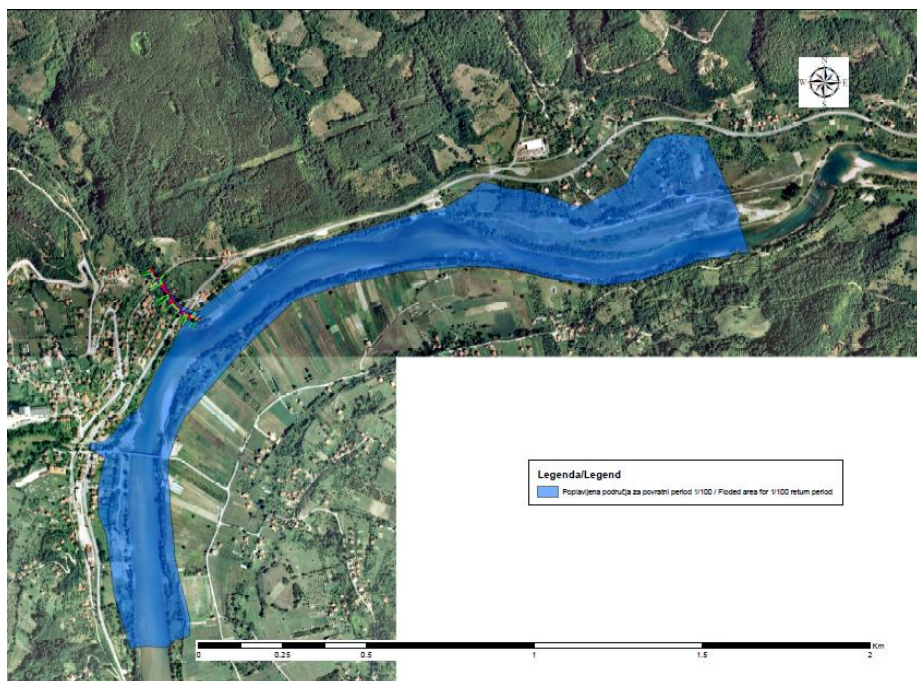 N
W E
S
Legenda/Legend
Poplavljena područja za povratni period 1/100 / Floded area for 1/100 return period
Km
0 0.25 0.5 1 1.5 2